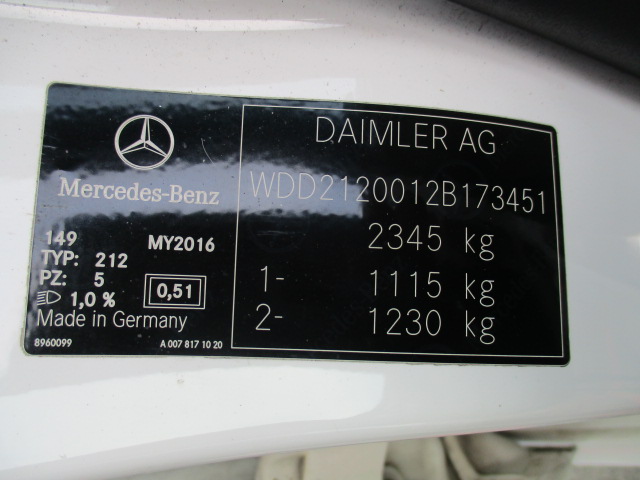 Mercedes-Benz
149 MY2016
TYP: 212
PZ: 5
1,0 % 0,51
Made in Germany
8960099 A 007 817 10 20
DAIMLER AG
WDD2120012B173451
2345 kg
1- 1115 kg
2- 1230 kg